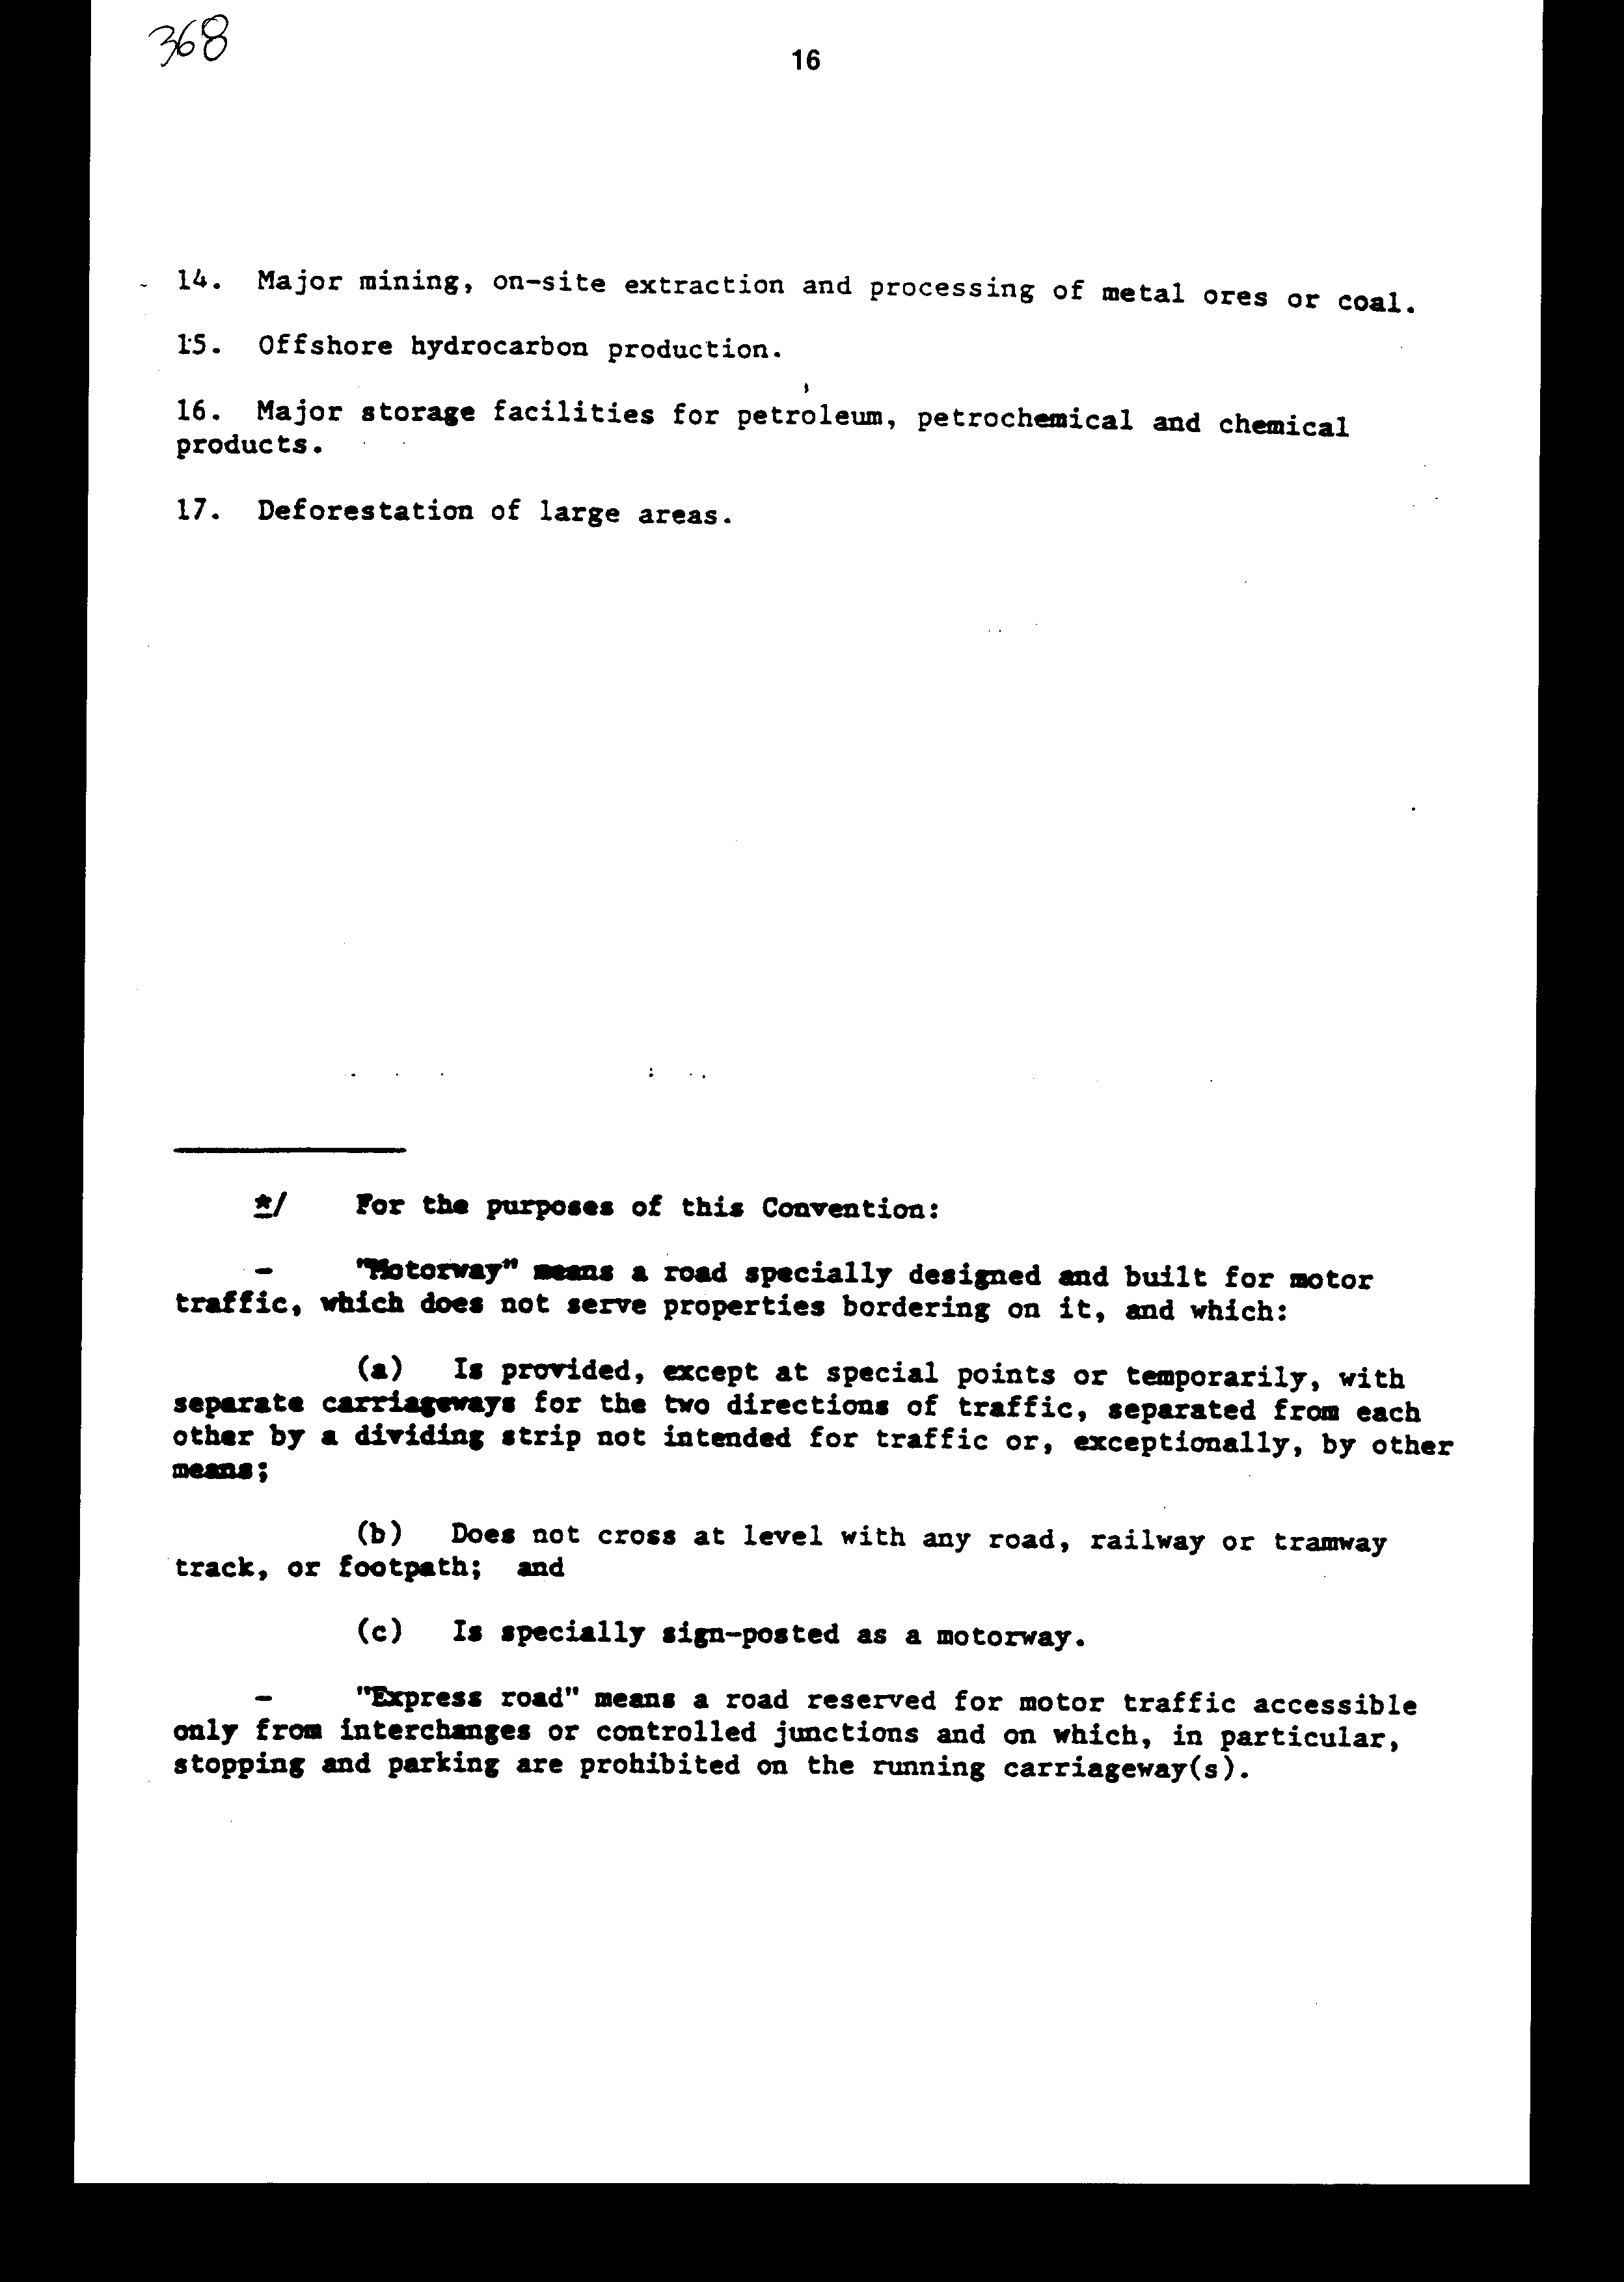 368
16
14. Major mining, on-site extraction and processing of metal ores or coal.
15. Offshore hydrocarbon production.
16. Major storage facilities for petroleum, petrochemical and chemical
products.
17. Deforestation of large areas.
*/ For the purposes of this Convention:
- "Motorway" means a road specially designed and built for motor
traffic, which does not serve properties bordering on it, and which:
(a) Is provided, except at special points or temporarily, with
separate carriageways for the two directions of traffic, separated from each
other by a dividing strip not intended for traffic or, exceptionally, by other
means;
(b) Does not cross at level with any road, railway or tramway
track, or footpath; and
(c) Is specially sign-posted as a motorway.
- "Express road" means a road reserved for motor traffic accessible
only from interchanges or controlled junctions and on which, in particular,
stopping and parking are prohibited on the running carriageway(s).